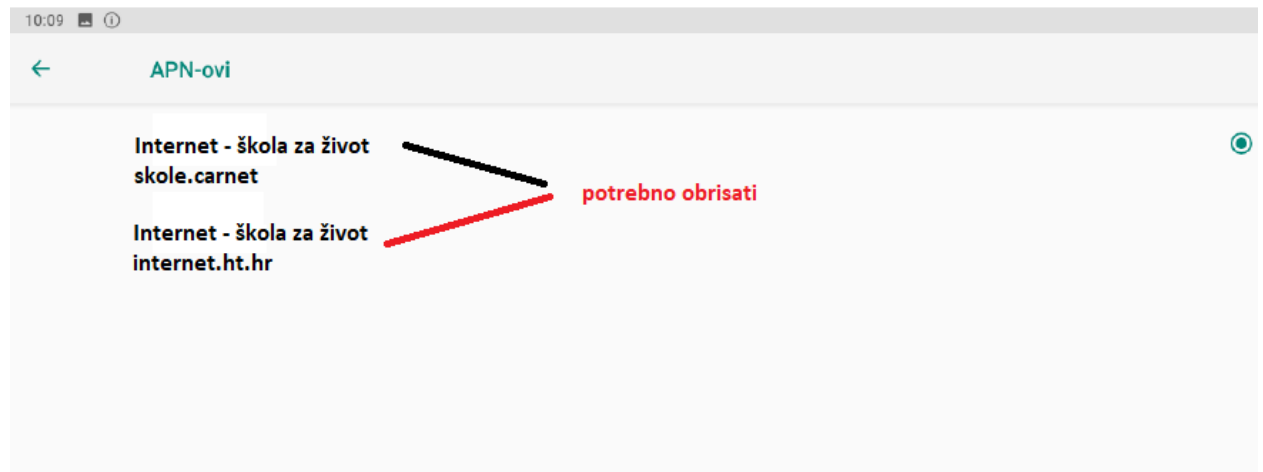 10:09
APN-ovi
Internet - škola za život
skole.carnet
potrebno obrisati
Internet - škola za život
internet.ht.hr